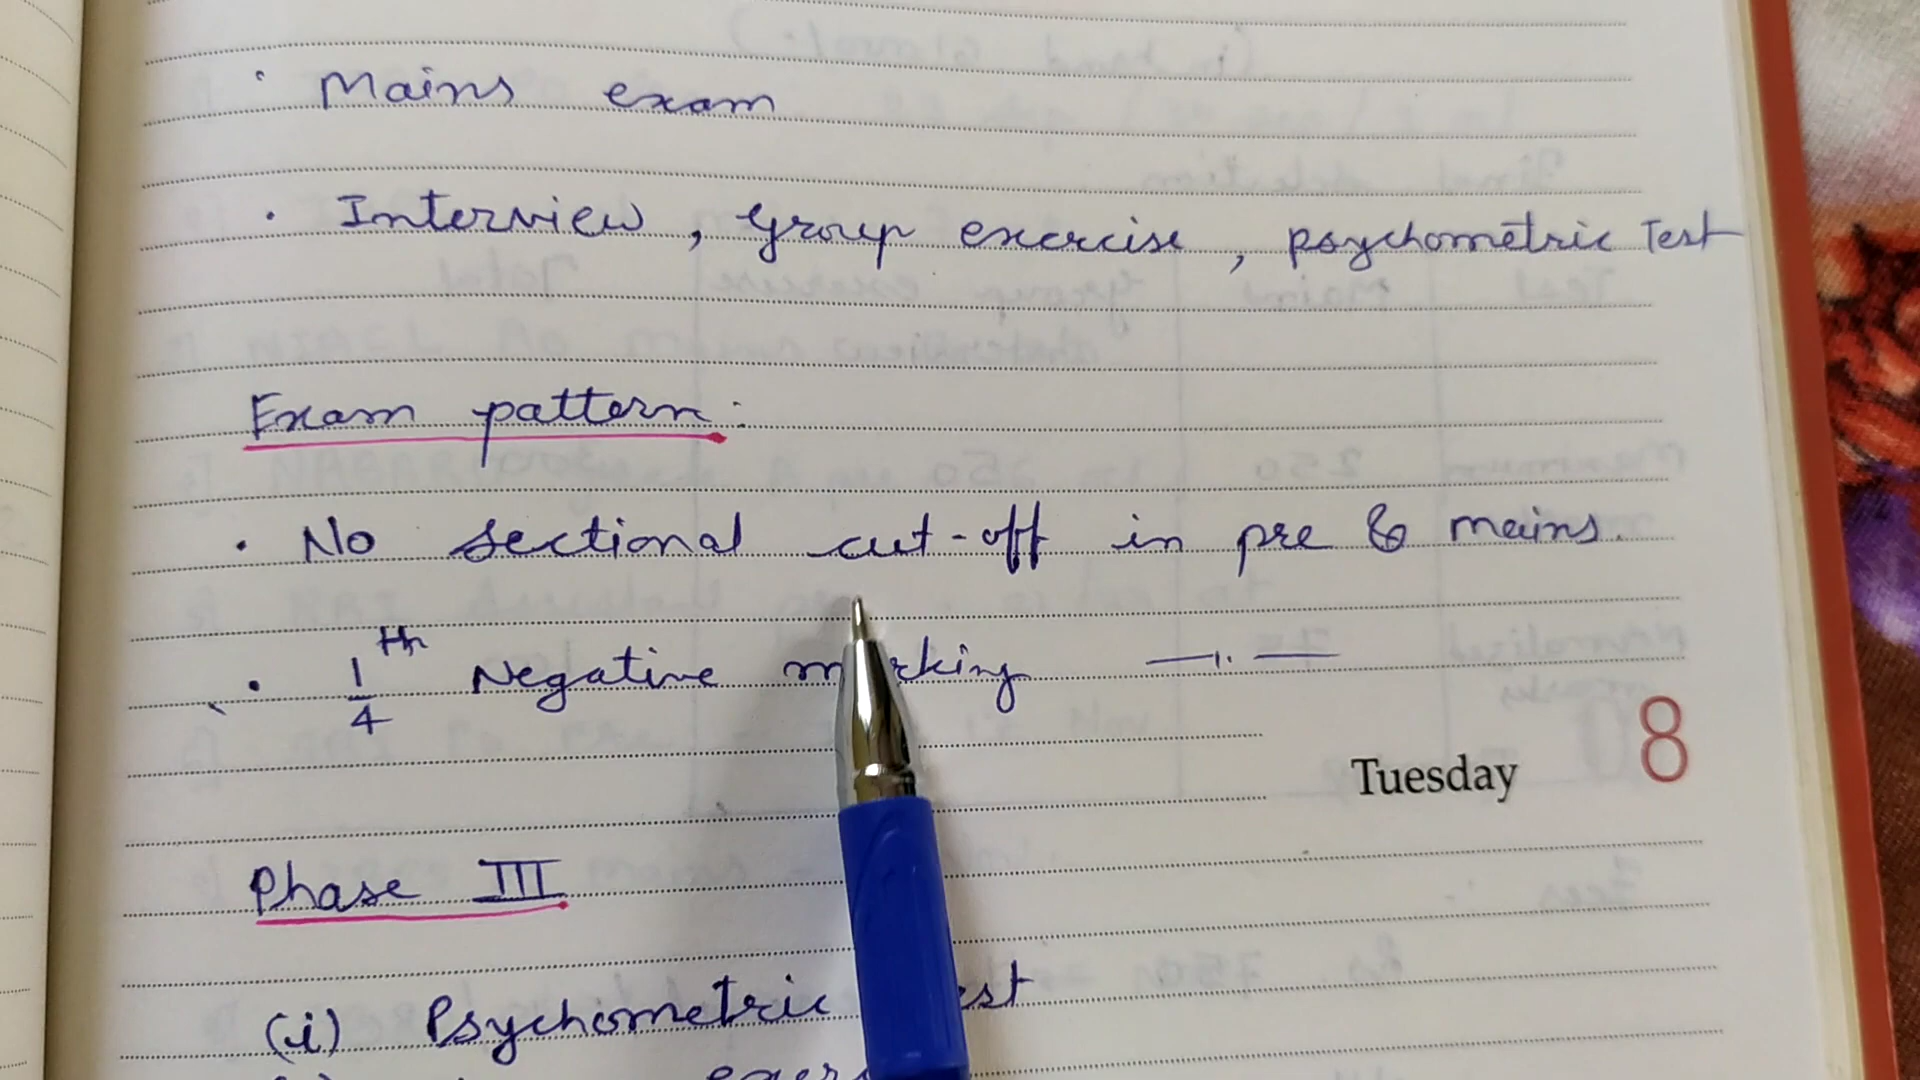 · Mains exam
· Interview, Group exercise, psychometric Test
Exam pattern:
· No sectional cut-off in pre & mains.
· 1/4th Negative marking —"—
Tuesday 8
Phase III
(i) Psychometric